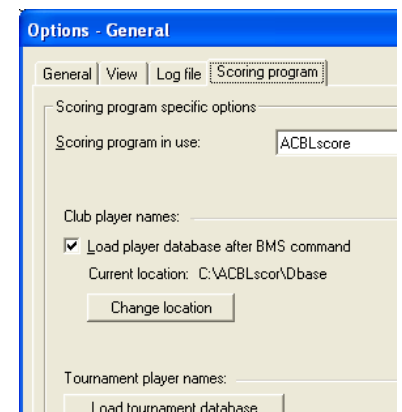 Options - General
General View Log file Scoring program
Scoring program specific options
Scoring program in use: ACBLscore
Club player names:
Load player database after BMS command
Current location: C:\ACBLscor\Dbase
Change location
Tournament player names:
Load tournament database